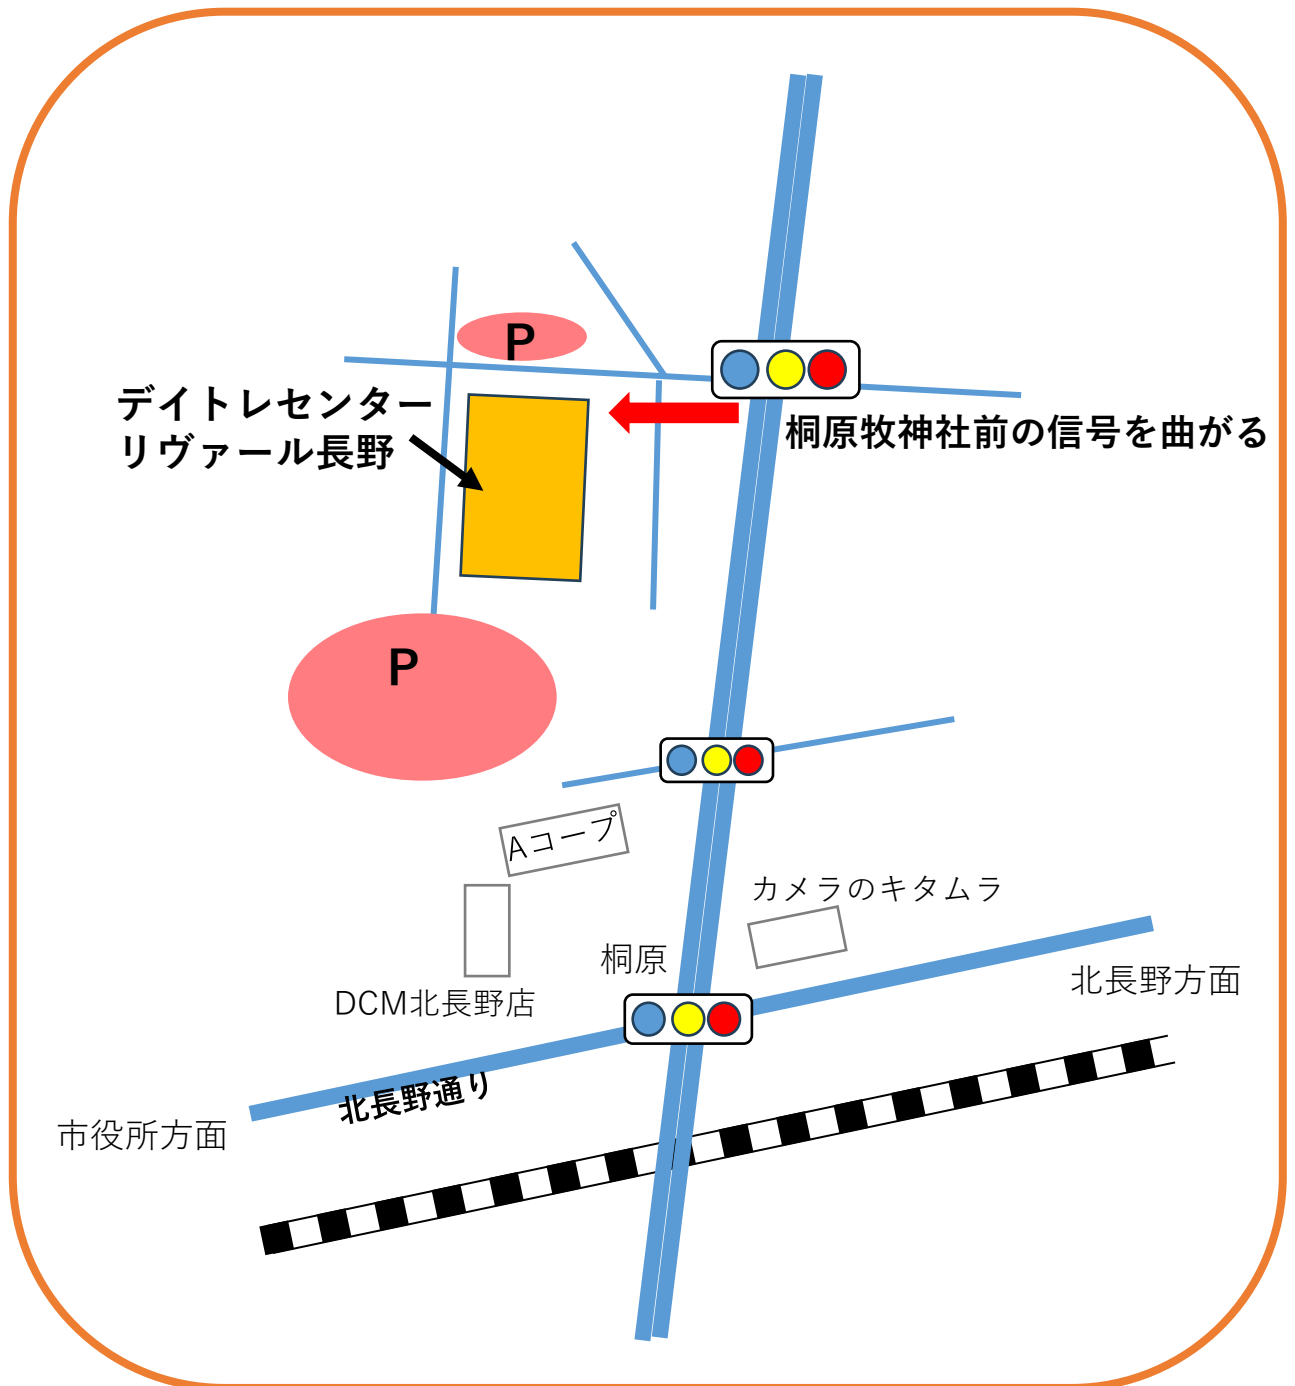 P
デイトレセンター
リヴァール長野
桐原牧神社前の信号を曲がる
P
Aコープ
カメラのキタムラ
桐原
北長野方面
DCM北長野店
北長野通り
市役所方面